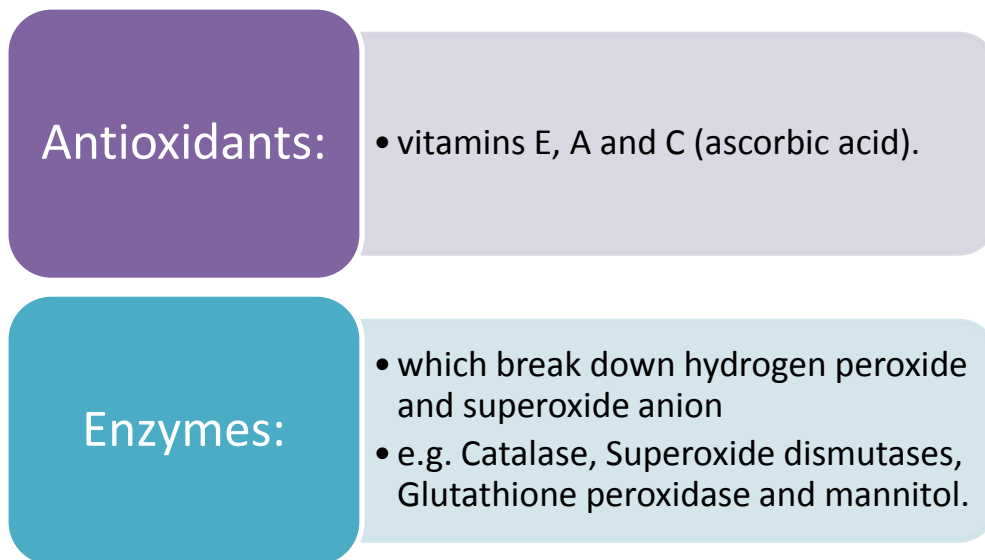 Antioxidants:
• vitamins E, A and C (ascorbic acid).
Enzymes:
• which break down hydrogen peroxide
and superoxide anion
• e.g. Catalase, Superoxide dismutases,
Glutathione peroxidase and mannitol.